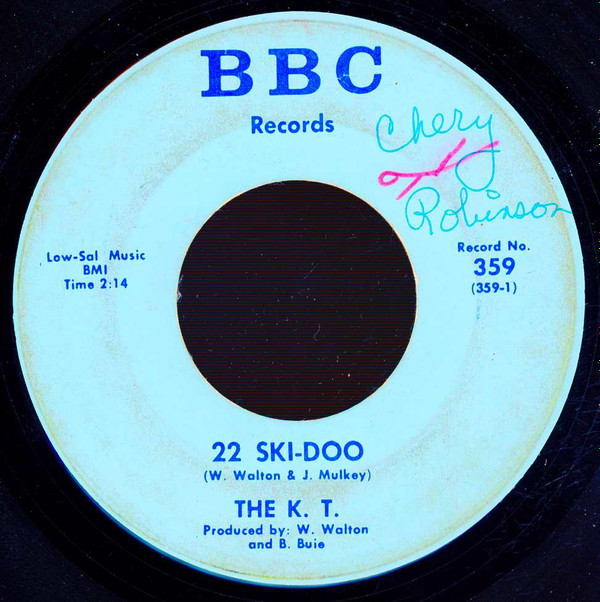 BBC
Records
Chery
Robinson
Low-Sal Music
BMI
Time 2:14
Record No.
359
(359-1)
22 SKI-DOO
(W. Walton & J. Mulkey)
THE K. T.
Produced by: W. Walton
and B. Buie